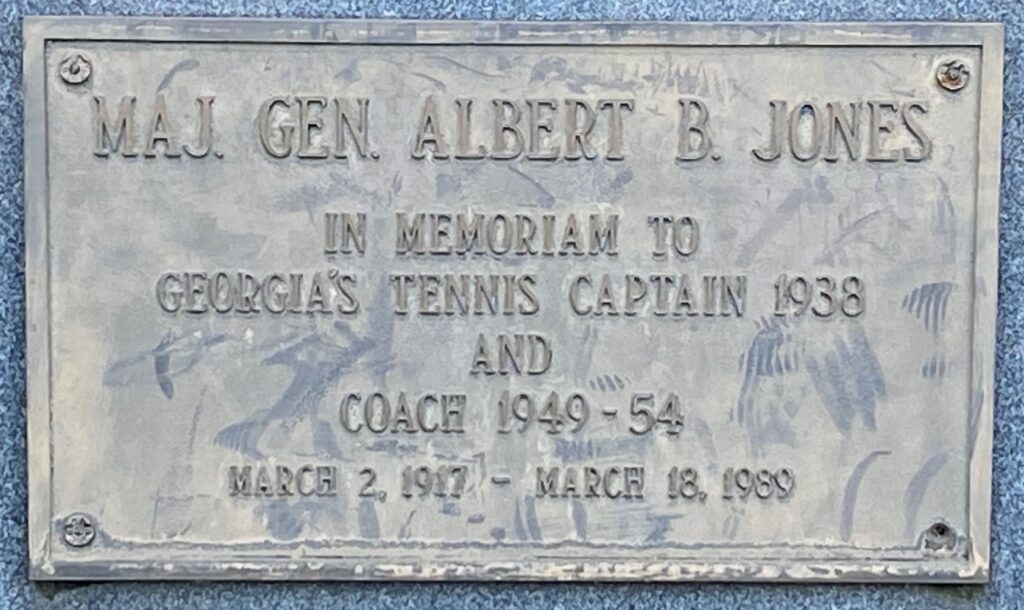 MAJ. GEN. ALBERT B. JONES
IN MEMORIAM TO
GEORGIA'S TENNIS CAPTAIN 1938
AND
COACH 1949-54
MARCH 2, 1917 - MARCH 18, 1989